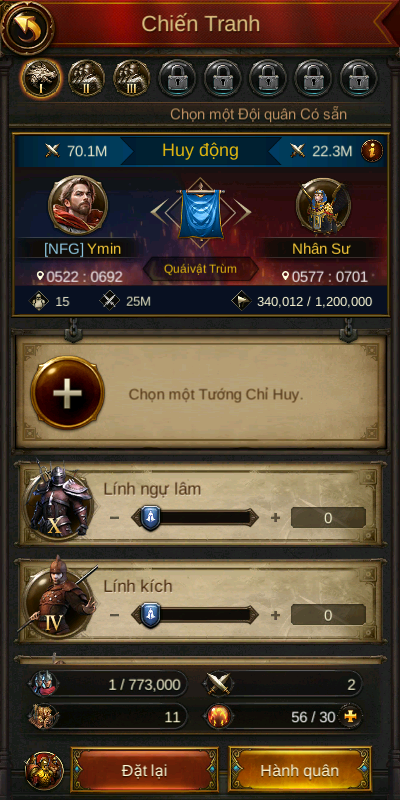 Chiến Tranh
I II III
Chọn một Đội quân Có sẵn
70.1M Huy động 22.3M
[NFG] Ymin
Nhân Sư
Quáivật Trùm
0522 : 0692
0577 : 0701
15 25M 340,012 / 1,200,000
Chọn một Tướng Chỉ Huy.
Lính ngự lâm
X
0
Lính kích
IV
0
1 / 773,000
2
11
56 / 30
Đặt lại
Hành quân